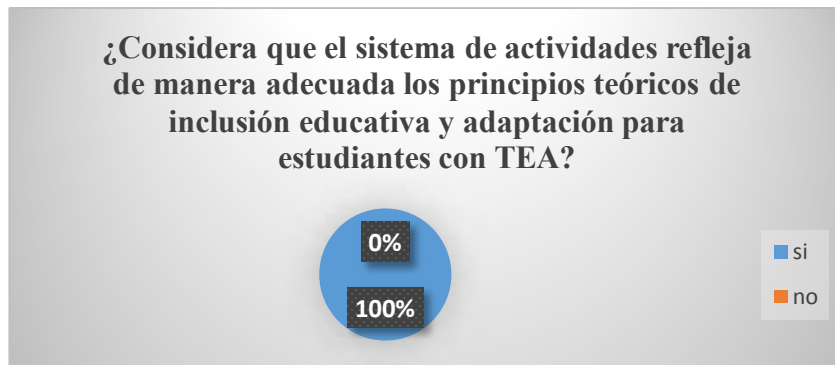 ¿Considera que el sistema de actividades refleja
de manera adecuada los principios teóricos de
inclusión educativa y adaptación para
estudiantes con TEA?
0%
100%
si
no